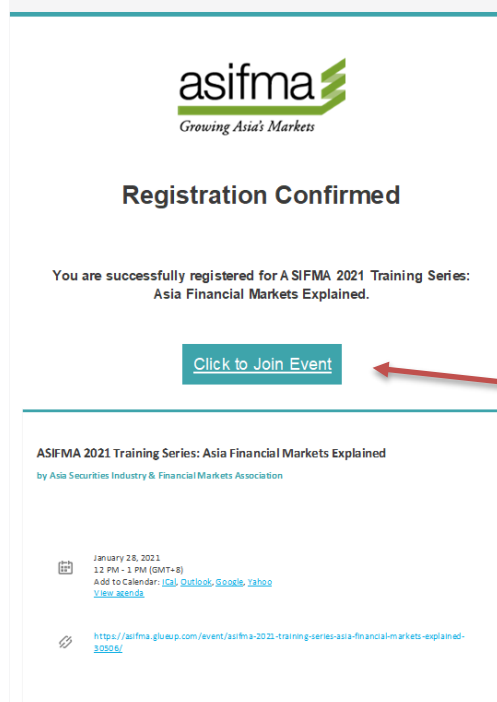 asifma
Growing Asia's Markets
Registration Confirmed
You are successfully registered for ASIFMA 2021 Training Series:
Asia Financial Markets Explained.
Click to Join Event
ASIFMA 2021 Training Series: Asia Financial Markets Explained
by Asia Securities Industry & Financial Markets Association
January 28, 2021
12 PM - 1 PM (GMT+8)
Add to Calendar: iCal, Outlook, Google, Yahoo
View agenda
https://asifma.glueup.com/event/asifma-2021-training-series-asia-financial-markets-explained-
30506/